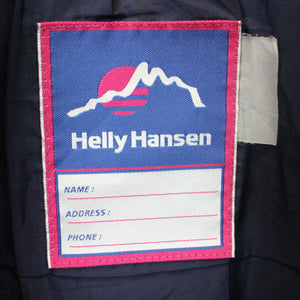 Helly Hansen
NAME :
ADDRESS :
PHONE :